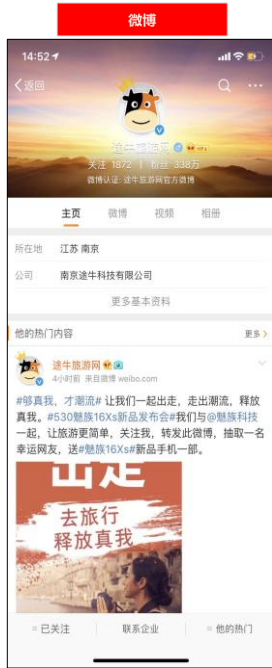 微博
14:52
返回
途牛旅游网
关注 1872 | 粉丝 338万
微博认证: 途牛旅游网官方微博
主页 微博 视频 相册
所在地 江苏 南京
公司 南京途牛科技有限公司
更多基本资料
他的热门内容 更多
途牛旅游网
4小时前 来自微博 weibo.com
#够真我，才潮流# 让我们一起出走，走出潮流，释放
真我。#530魅族16Xs新品发布会#我们与@魅族科技
一起，让旅游更简单，关注我，转发此微博，抽取一名
幸运网友，送#魅族16Xs#新品手机一部。
出走
去旅行
释放真我
已关注 联系企业 他的热门